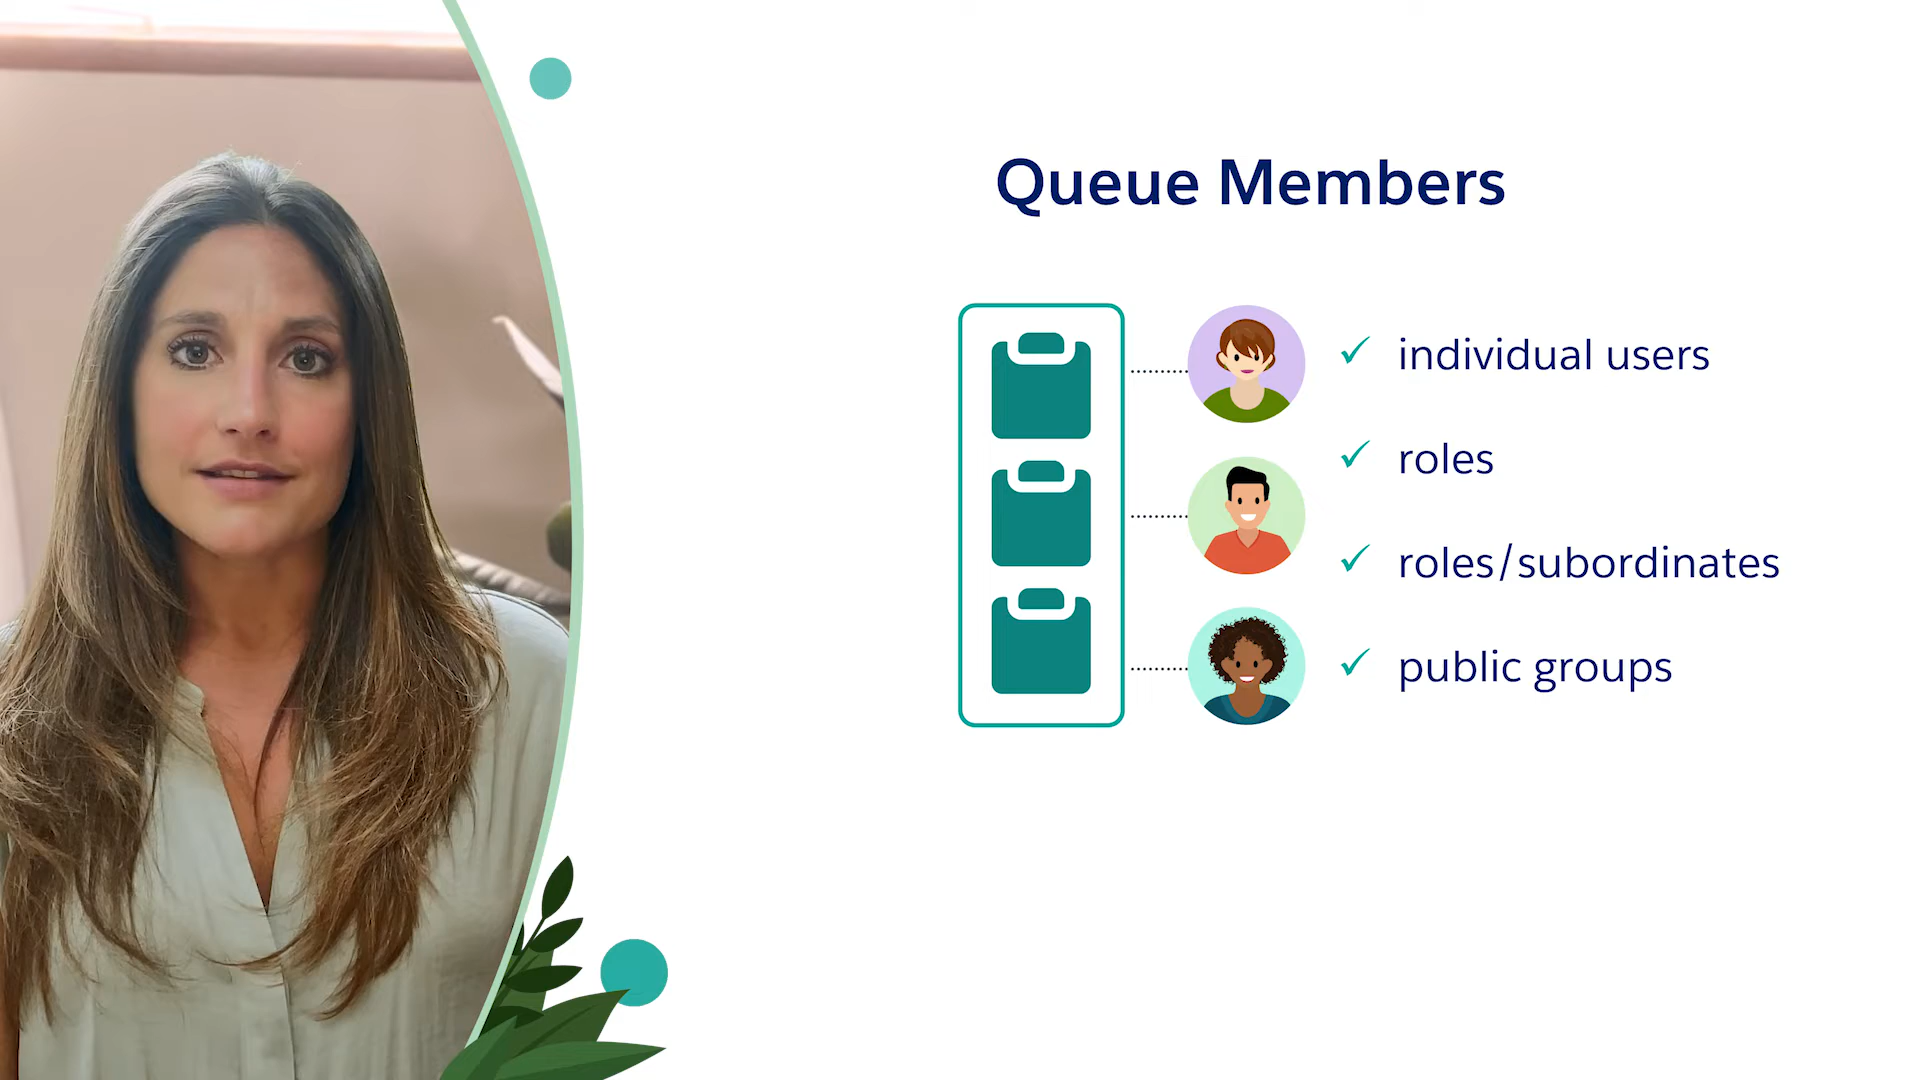 Queue Members
individual users
roles
roles/subordinates
public groups